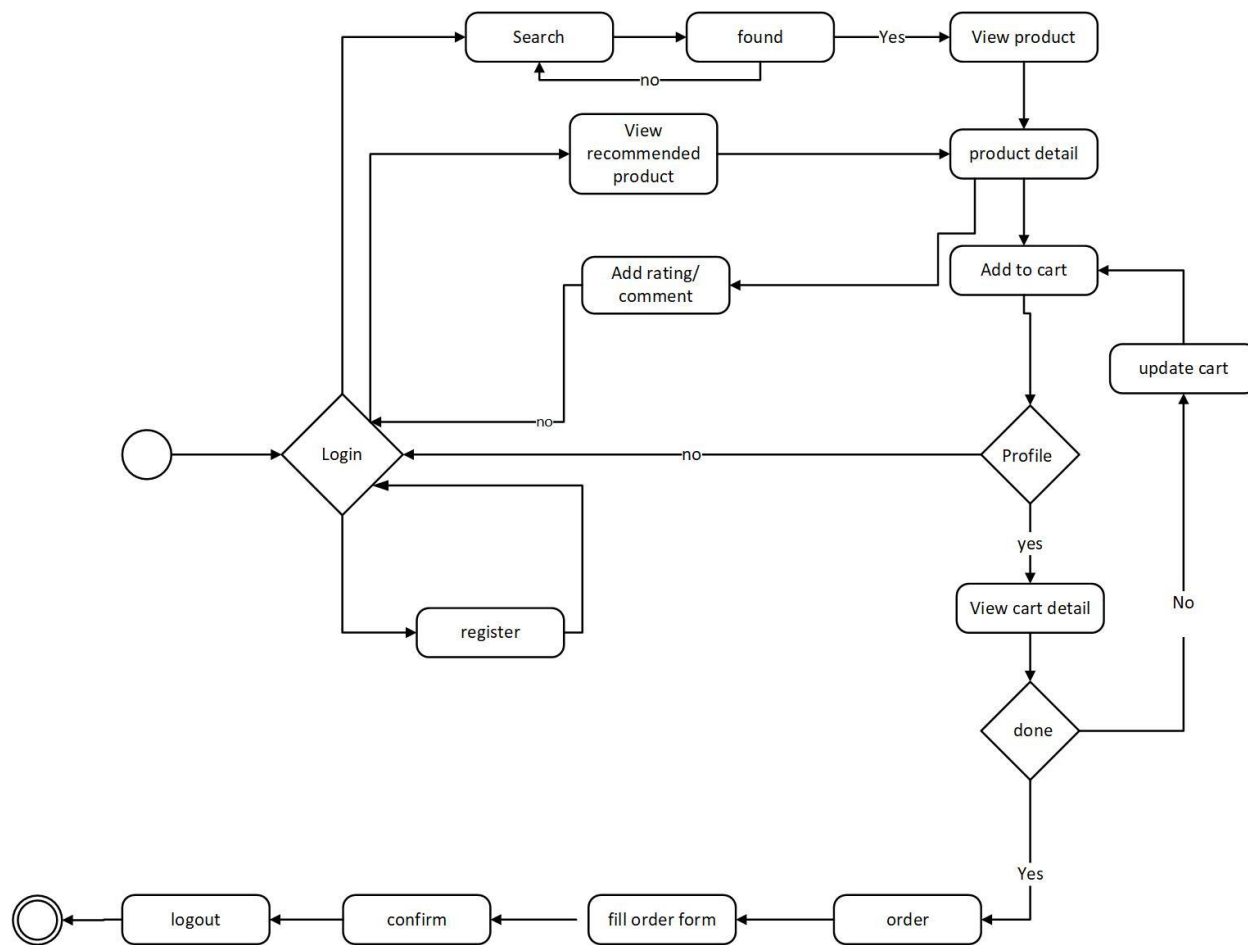 Search
found
Yes
View product
no
View
recommended
product
product detail
Add rating/
comment
Add to cart
update cart
no
Login
no
Profile
yes
View cart detail
No
register
done
Yes
logout
confirm
fill order form
order